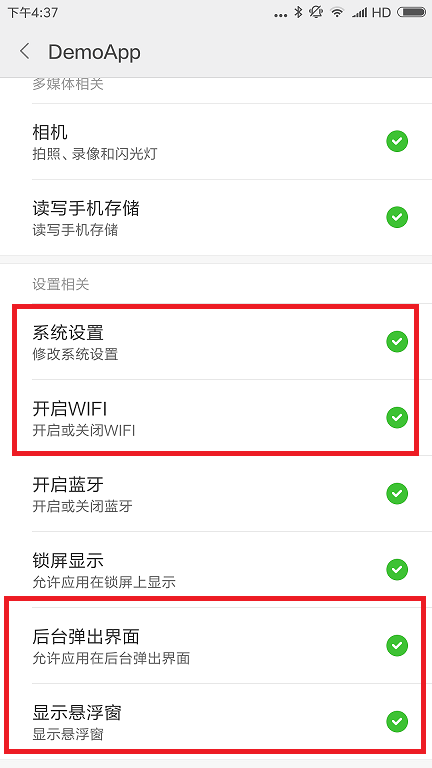 下午4:37
HD
DemoApp
多媒体相关
相机
拍照、录像和闪光灯
读写手机存储
读写手机存储
设置相关
系统设置
修改系统设置
开启WIFI
开启或关闭WIFI
开启蓝牙
开启或关闭蓝牙
锁屏显示
允许应用在锁屏上显示
后台弹出界面
允许应用在后台弹出界面
显示悬浮窗
显示悬浮窗